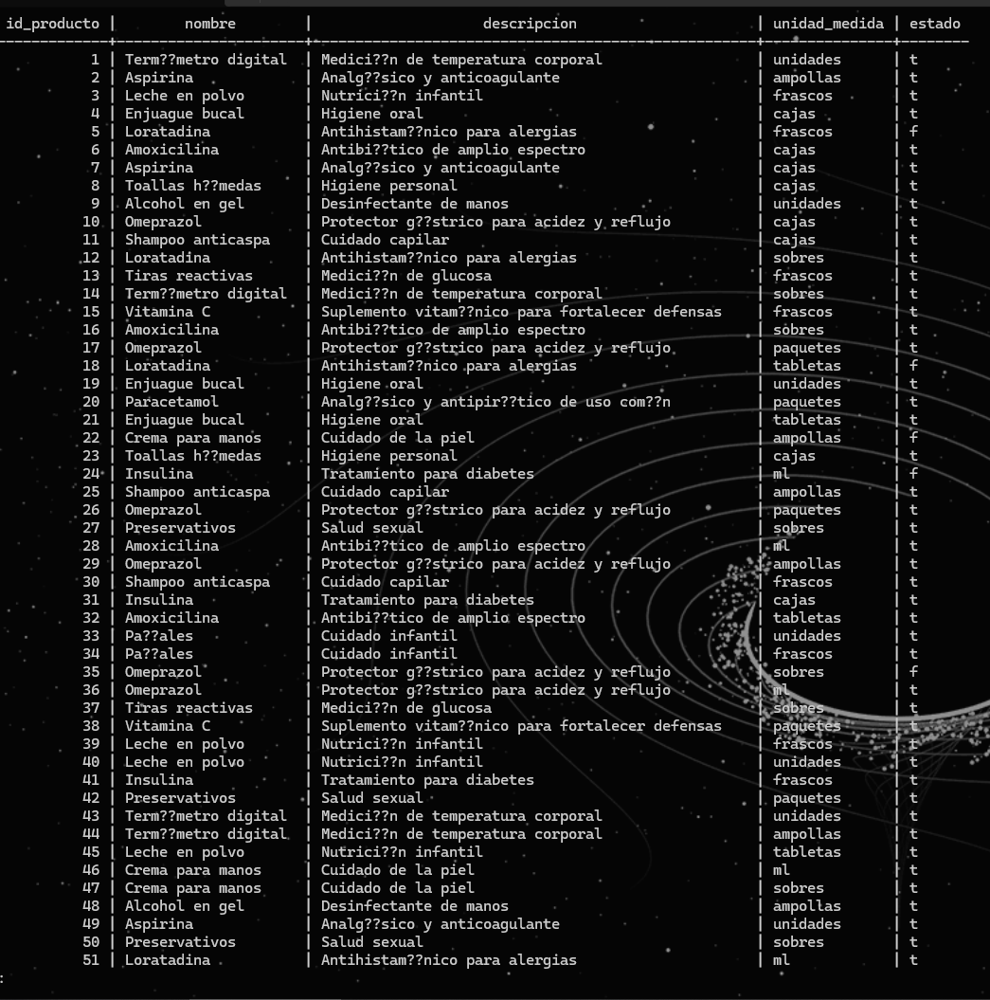 id_producto | nombre | descripcion | unidad_medida | estado
1 | Term??metro digital | Medici??n de temperatura corporal | unidades | t
2 | Aspirina | Analg??sico y anticoagulante | ampollas | t
3 | Leche en polvo | Nutrici??n infantil | frascos | t
4 | Enjuague bucal | Higiene oral | cajas | t
5 | Loratadina | Antihistam??nico para alergias | frascos | f
6 | Amoxicilina | Antibi??tico de amplio espectro | cajas | t
7 | Aspirina | Analg??sico y anticoagulante | cajas | t
8 | Toallas h??medas | Higiene personal | cajas | t
9 | Alcohol en gel | Desinfectante de manos | unidades | t
10 | Omeprazol | Protector g??strico para acidez y reflujo | cajas | t
11 | Shampoo anticaspa | Cuidado capilar | cajas | t
12 | Loratadina | Antihistam??nico para alergias | sobres | t
13 | Tiras reactivas | Medici??n de glucosa | frascos | t
14 | Term??metro digital | Medici??n de temperatura corporal | sobres | t
15 | Vitamina C | Suplemento vitam??nico para fortalecer defensas | frascos | t
16 | Amoxicilina | Antibi??tico de amplio espectro | sobres | t
17 | Omeprazol | Protector g??strico para acidez y reflujo | paquetes | t
18 | Loratadina | Antihistam??nico para alergias | tabletas | f
19 | Enjuague bucal | Higiene oral | unidades | t
20 | Paracetamol | Analg??sico y antipir??tico de uso com??n | paquetes | t
21 | Enjuague bucal | Higiene oral | tabletas | t
22 | Crema para manos | Cuidado de la piel | ampollas | f
23 | Toallas h??medas | Higiene personal | cajas | t
24 | Insulina | Tratamiento para diabetes | ml | f
25 | Shampoo anticaspa | Cuidado capilar | ampollas | t
26 | Omeprazol | Protector g??strico para acidez y reflujo | paquetes | t
27 | Preservativos | Salud sexual | sobres | t
28 | Amoxicilina | Antibi??tico de amplio espectro | ml | t
29 | Omeprazol | Protector g??strico para acidez y reflujo | ampollas | t
30 | Shampoo anticaspa | Cuidado capilar | frascos | t
31 | Insulina | Tratamiento para diabetes | cajas | t
32 | Amoxicilina | Antibi??tico de amplio espectro | tabletas | t
33 | Pa??ales | Cuidado infantil | unidades | t
34 | Pa??ales | Cuidado infantil | frascos | t
35 | Omeprazol | Protector g??strico para acidez y reflujo | sobres | f
36 | Omeprazol | Protector g??strico para acidez y reflujo | ml | t
37 | Tiras reactivas | Medici??n de glucosa | sobres | t
38 | Vitamina C | Suplemento vitam??nico para fortalecer defensas | paquetes | t
39 | Leche en polvo | Nutrici??n infantil | frascos | t
40 | Leche en polvo | Nutrici??n infantil | unidades | t
41 | Insulina | Tratamiento para diabetes | frascos | t
42 | Preservativos | Salud sexual | paquetes | t
43 | Term??metro digital | Medici??n de temperatura corporal | unidades | t
44 | Term??metro digital | Medici??n de temperatura corporal | ampollas | t
45 | Leche en polvo | Nutrici??n infantil | tabletas | t
46 | Crema para manos | Cuidado de la piel | ml | t
47 | Crema para manos | Cuidado de la piel | sobres | t
48 | Alcohol en gel | Desinfectante de manos | ampollas | t
49 | Aspirina | Analg??sico y anticoagulante | unidades | t
50 | Preservativos | Salud sexual | sobres | t
51 | Loratadina | Antihistam??nico para alergias | ml | t
: